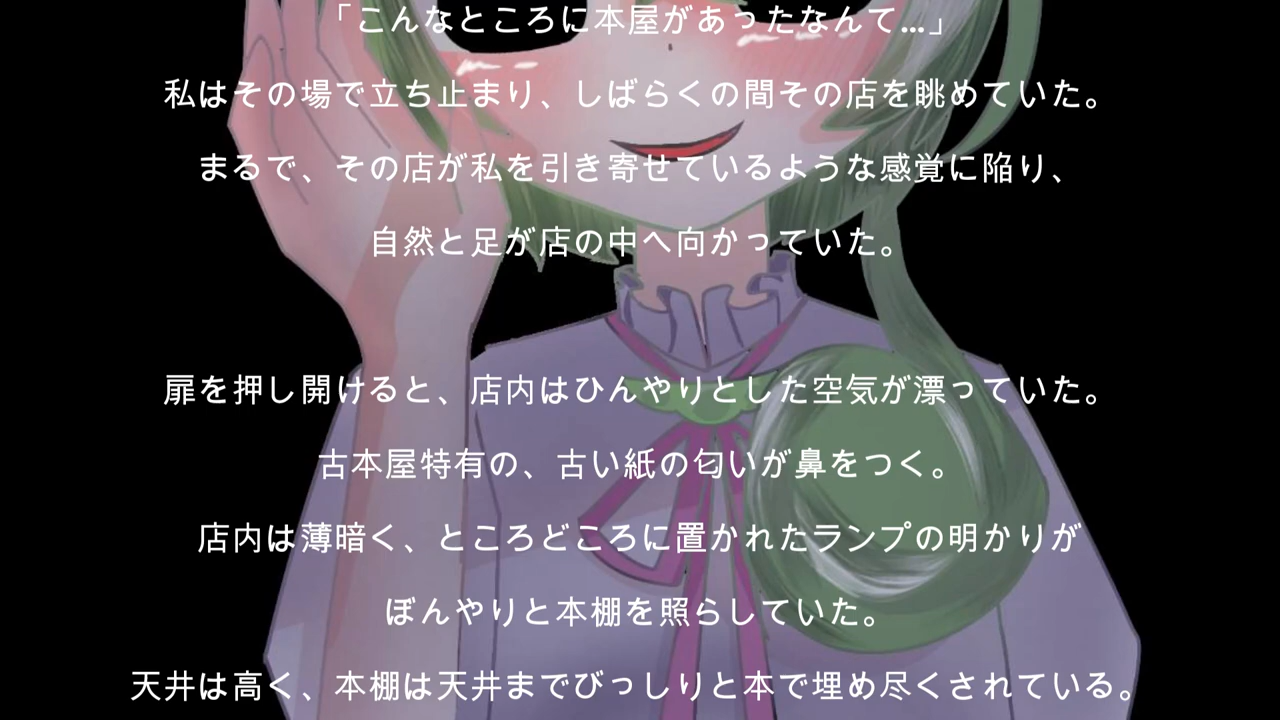 「こんなところに本屋があったなんて…」
私はその場で立ち止まり、しばらくの間その店を眺めていた。
まるで、その店が私を引き寄せているような感覚に陥り、
自然と足が店の中へ向かっていた。
扉を押し開けると、店内はひんやりとした空気が漂っていた。
古本屋特有の、古い紙の匂いが鼻をつく。
店内は薄暗く、ところどころに置かれたランプの明かりが
ぼんやりと本棚を照らしていた。
天井は高く、本棚は天井までびっしりと本で埋め尽くされている。